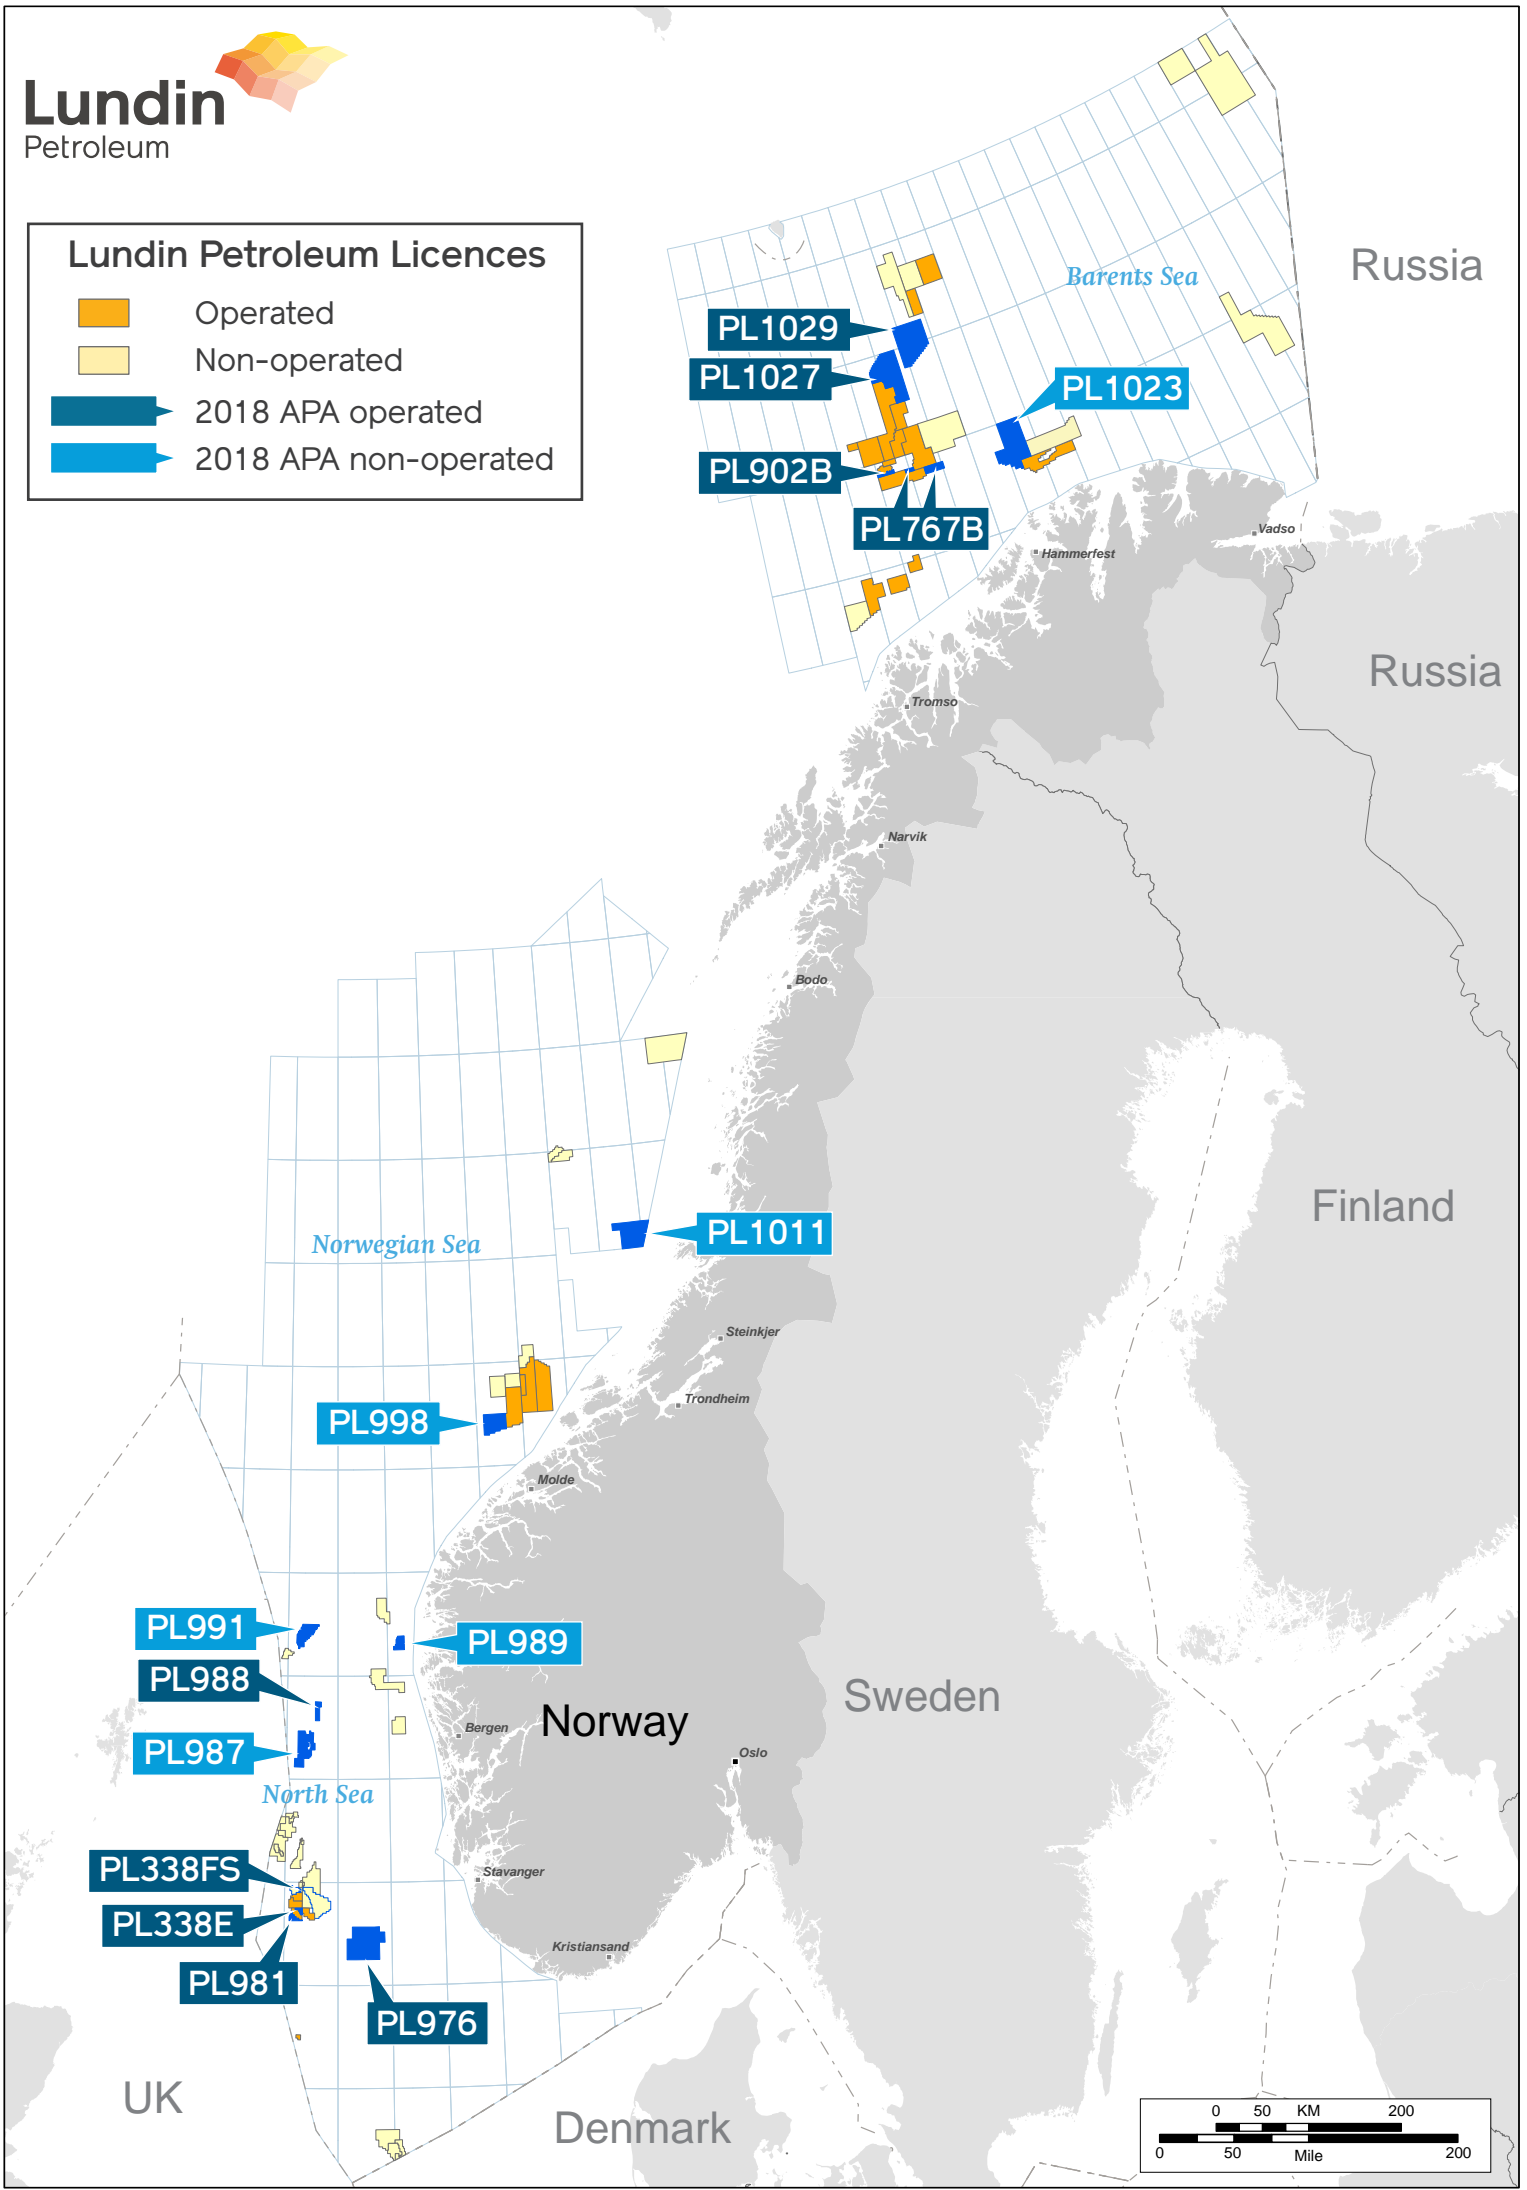 Lundin
Petroleum
Lundin Petroleum Licences
Operated
Non-operated
2018 APA operated
2018 APA non-operated
Russia
Barents Sea
PL1029
PL1027
PL1023
PL902B
PL767B
Vadso
Hammerfest
Russia
Tromso
Narvik
Bodo
Finland
PL1011
Norwegian Sea
Steinkjer
Trondheim
PL998
Molde
PL991
PL989
PL988
Sweden
Norway
Bergen
PL987
Oslo
North Sea
PL338FS
Stavanger
PL338E
Kristiansand
PL981
PL976
UK
Denmark
0 50 KM 200
0 50 Mile 200